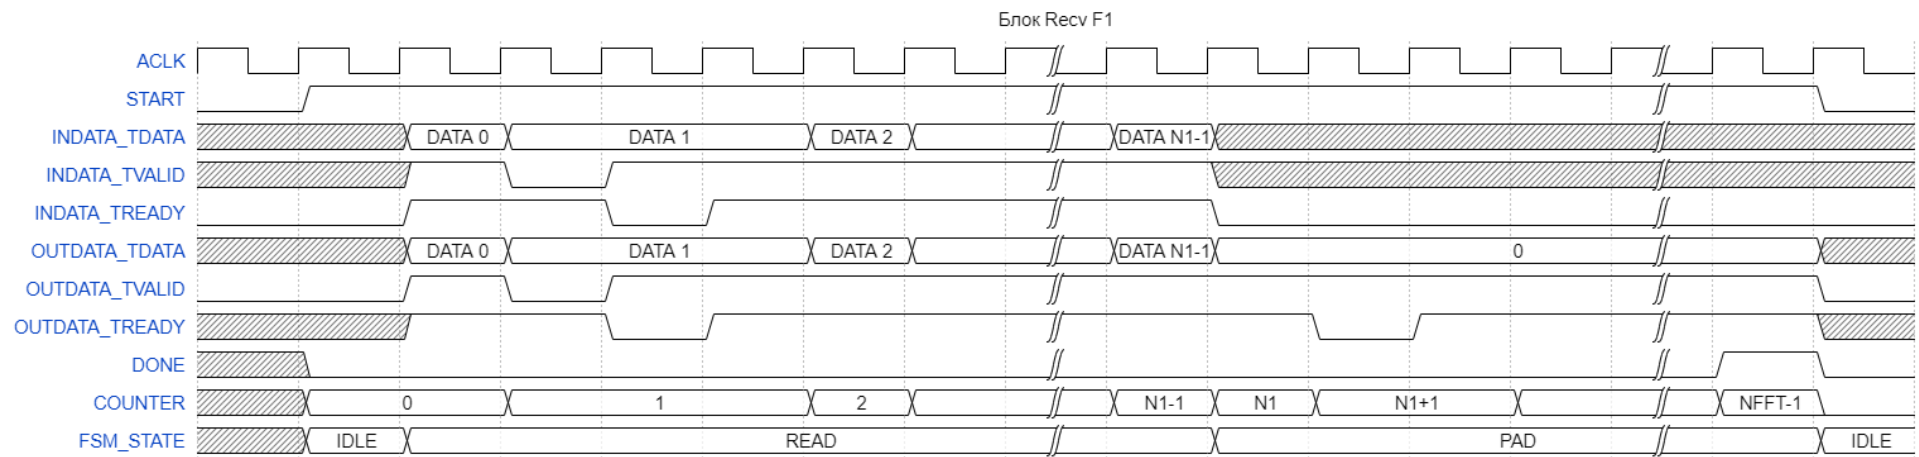 Блок Recv F1
ACLK
START
INDATA_TDATA DATA 0 DATA 1 DATA 2 DATA N1-1
INDATA_TVALID
INDATA_TREADY
OUTDATA_TDATA DATA 0 DATA 1 DATA 2 DATA N1-1 0
OUTDATA_TVALID
OUTDATA_TREADY
DONE
COUNTER 0 1 2 N1-1 N1 N1+1 NFFT-1
FSM_STATE IDLE READ PAD IDLE